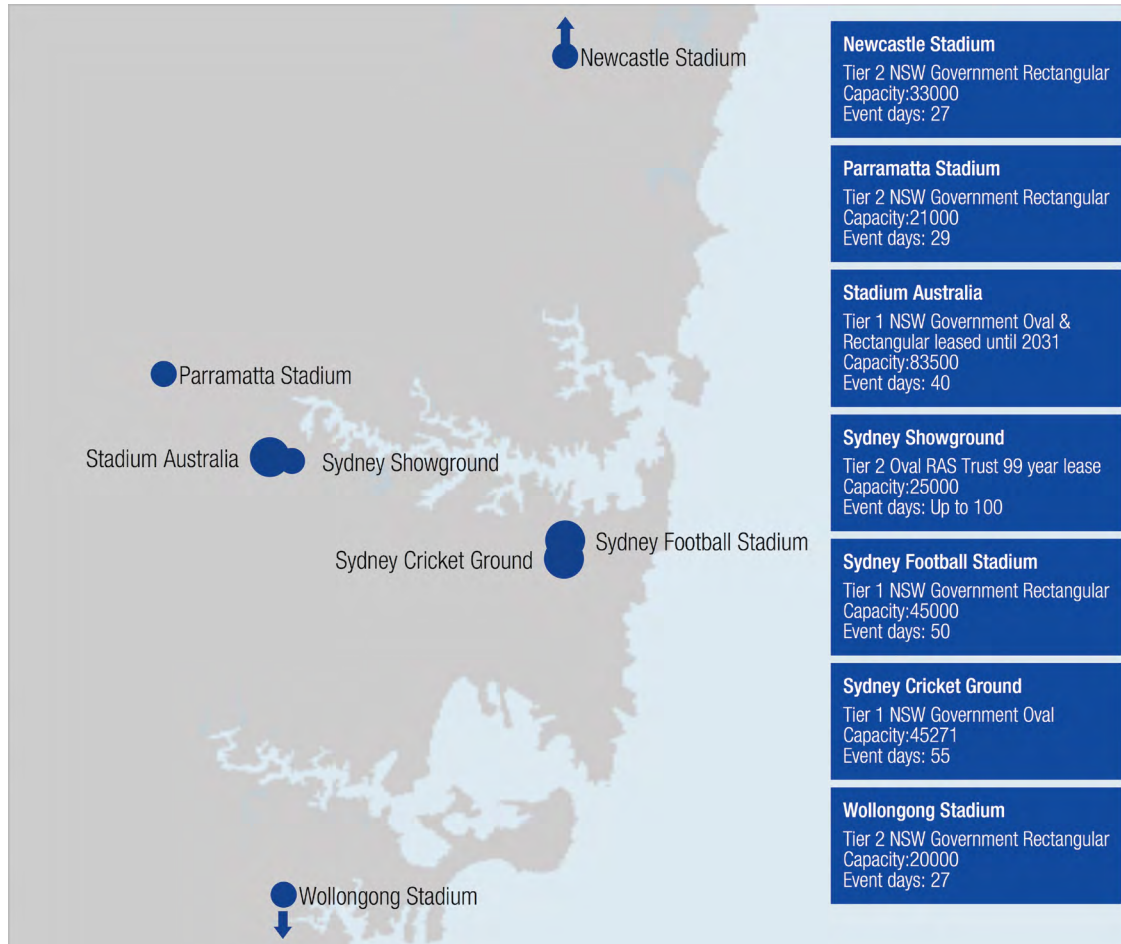 Newcastle Stadium
Parramatta Stadium
Stadium Australia
Sydney Showground
Sydney Football Stadium
Sydney Cricket Ground
Wollongong Stadium
Newcastle Stadium
Tier 2 NSW Government Rectangular
Capacity:33000
Event days: 27
Parramatta Stadium
Tier 2 NSW Government Rectangular
Capacity:21000
Event days: 29
Stadium Australia
Tier 1 NSW Government Oval &
Rectangular leased until 2031
Capacity:83500
Event days: 40
Sydney Showground
Tier 2 Oval RAS Trust 99 year lease
Capacity:25000
Event days: Up to 100
Sydney Football Stadium
Tier 1 NSW Government Rectangular
Capacity:45000
Event days: 50
Sydney Cricket Ground
Tier 1 NSW Government Oval
Capacity:45271
Event days: 55
Wollongong Stadium
Tier 2 NSW Government Rectangular
Capacity:20000
Event days: 27